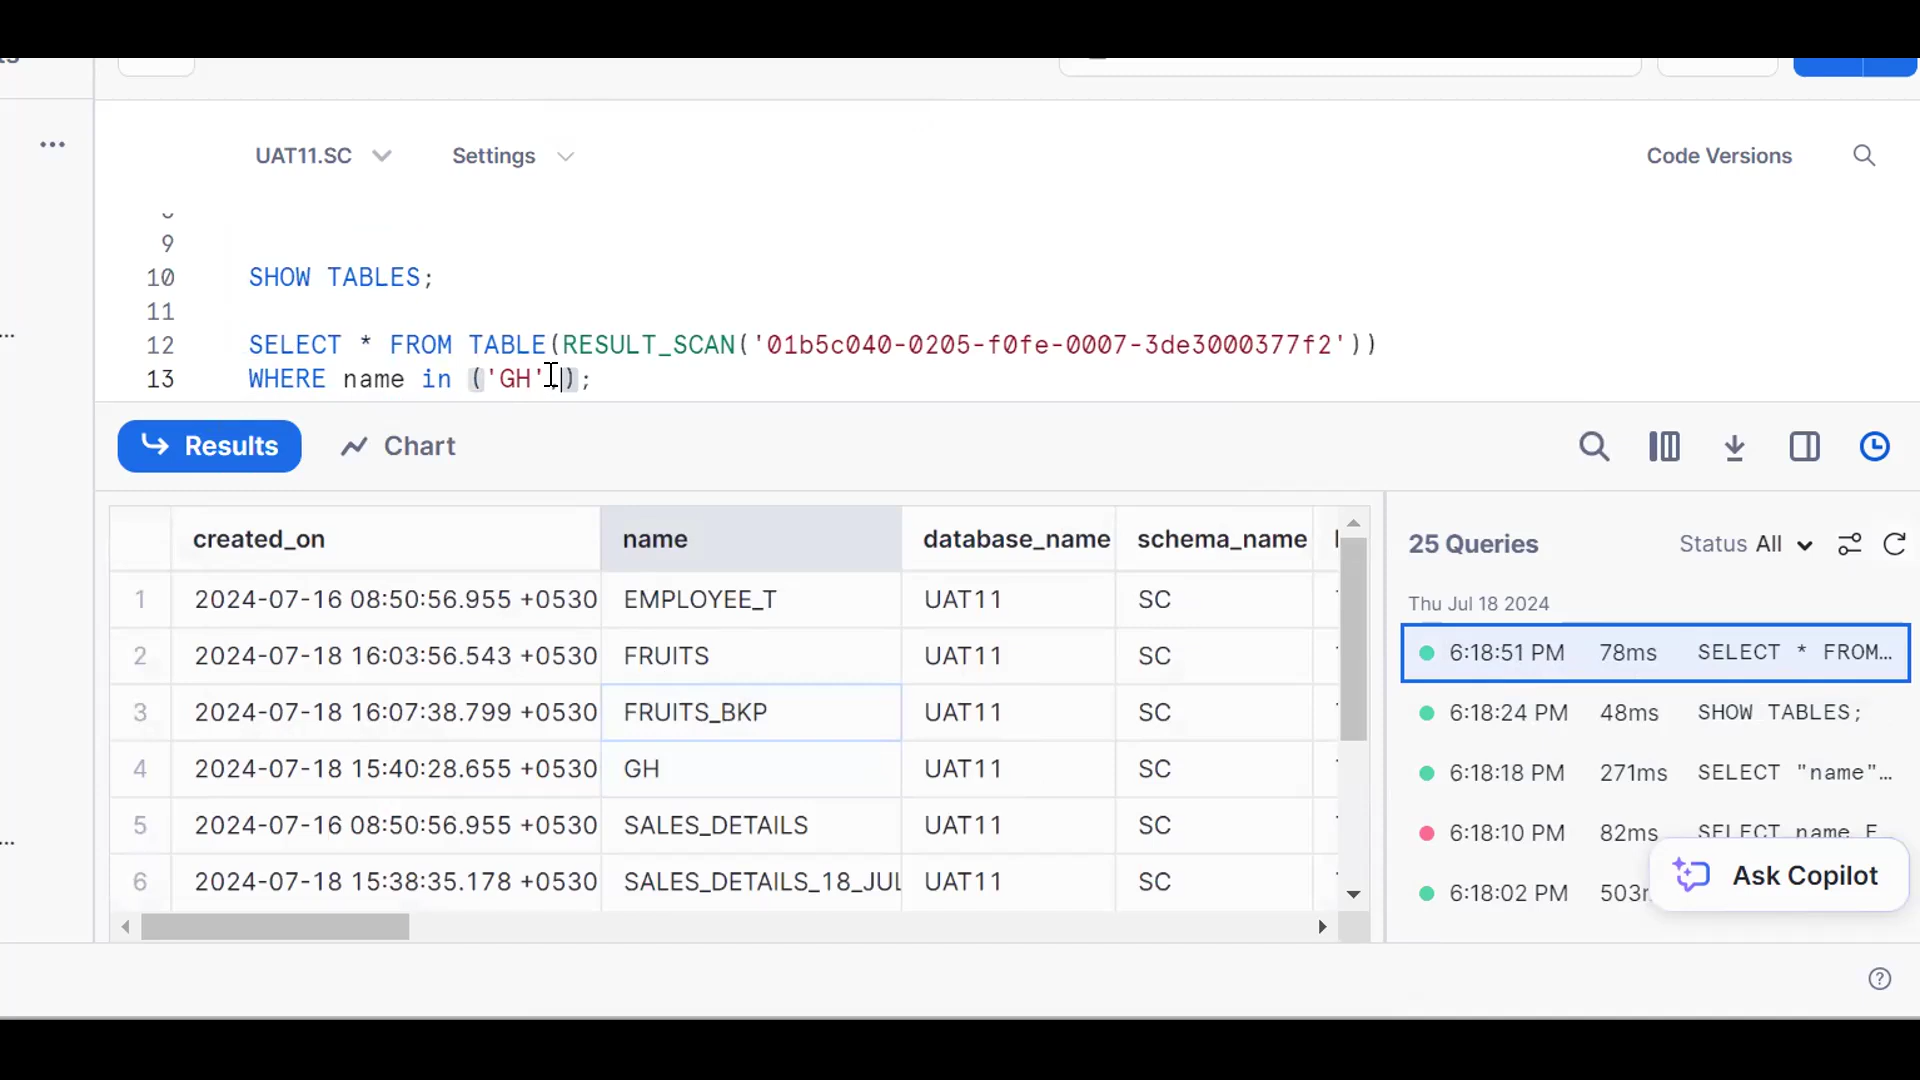 UAT11.SC Settings Code Versions
9
10 SHOW TABLES;
11
12 SELECT * FROM TABLE(RESULT_SCAN('01b5c040-0205-f0fe-0007-3de3000377f2'))
13 WHERE name in ('GH',);
Results Chart
created_on name database_name schema_name
1 2024-07-16 08:50:56.955 +0530 EMPLOYEE_T UAT11 SC
2 2024-07-18 16:03:56.543 +0530 FRUITS UAT11 SC
3 2024-07-18 16:07:38.799 +0530 FRUITS_BKP UAT11 SC
4 2024-07-18 15:40:28.655 +0530 GH UAT11 SC
5 2024-07-16 08:50:56.955 +0530 SALES_DETAILS UAT11 SC
6 2024-07-18 15:38:35.178 +0530 SALES_DETAILS_18_JUL UAT11 SC
25 Queries Status All
Thu Jul 18 2024
6:18:51 PM 78ms SELECT * FROM...
6:18:24 PM 48ms SHOW TABLES;
6:18:18 PM 271ms SELECT "name"...
6:18:10 PM 82ms SELECT name F
6:18:02 PM 503
Ask Copilot